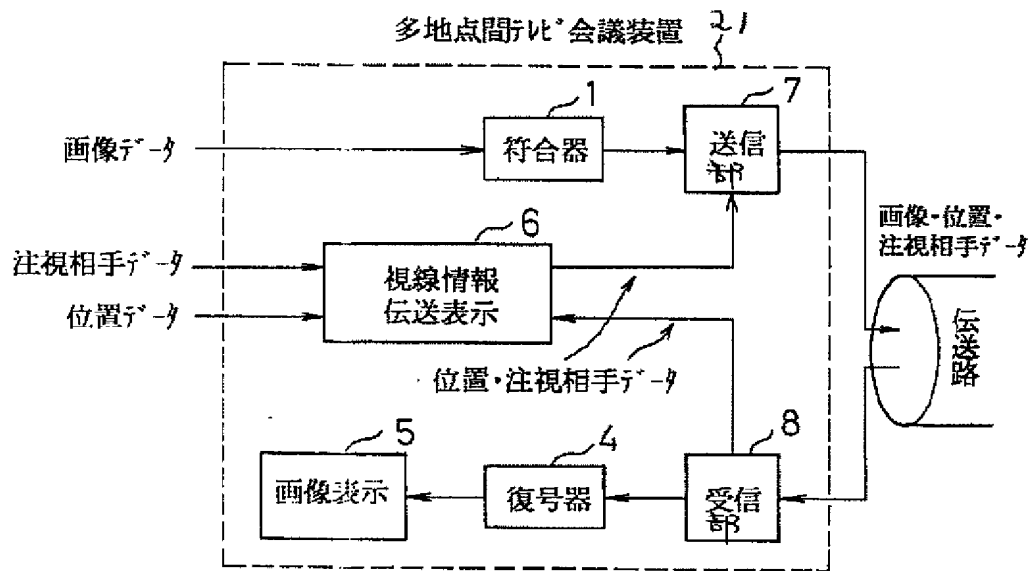 多地点間テレビ会議装置
21
1
7
画像データ
符合器
送信
部
6
画像・位置・
注視相手データ
注視相手データ
視線情報
伝送表示
位置データ
伝送路
位置・注視相手データ
5
4
8
画像表示
復号器
受信
部